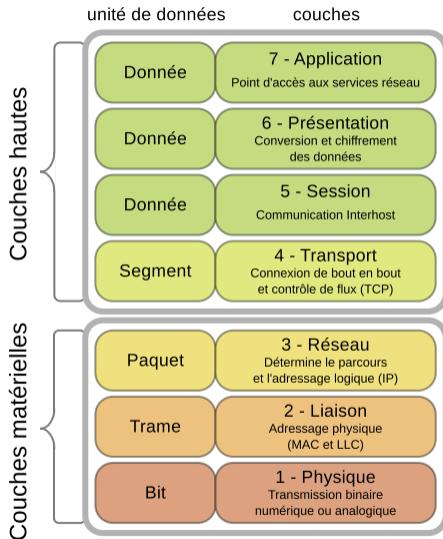 unité de données couches
Couches hautes
Donnée
7 - Application
Point d'accès aux services réseau
Donnée
6 - Présentation
Conversion et chiffrement
des données
Donnée
5 - Session
Communication Interhost
Segment
4 - Transport
Connexion de bout en bout
et contrôle de flux (TCP)
Couches matérielles
Paquet
3 - Réseau
Détermine le parcours
et l'adressage logique (IP)
Trame
2 - Liaison
Adressage physique
(MAC et LLC)
Bit
1 - Physique
Transmission binaire
numérique ou analogique